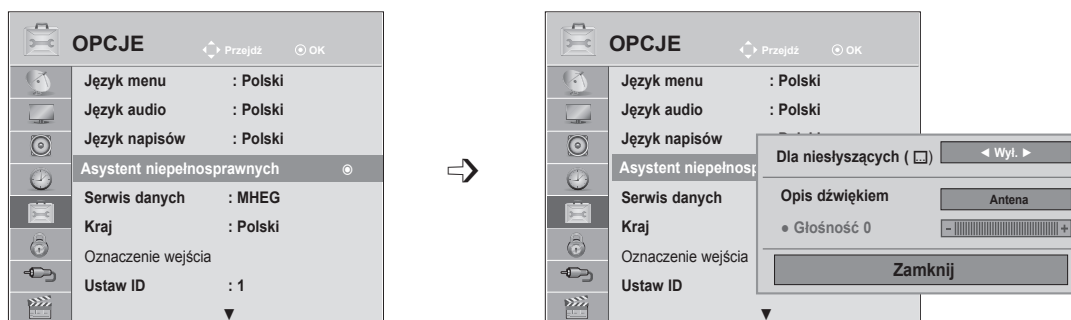 OPCJE
Przejdź OK
Język menu : Polski
Język audio : Polski
Język napisów : Polski
Asystent niepełnosprawnych
Serwis danych : MHEG
Kraj : Polski
Oznaczenie wejścia
Ustaw ID : 1
▼
OPCJE
Przejdź OK
Język menu : Polski
Język audio : Polski
Język napisów
Asystent niepełnosp
Serwis danych
Kraj
Oznaczenie wejścia
Ustaw ID
▼
Dla niesłyszących ( ) ◄ Wył. ►
Opis dźwiękiem Antena
● Głośność 0 - +
Zamknij